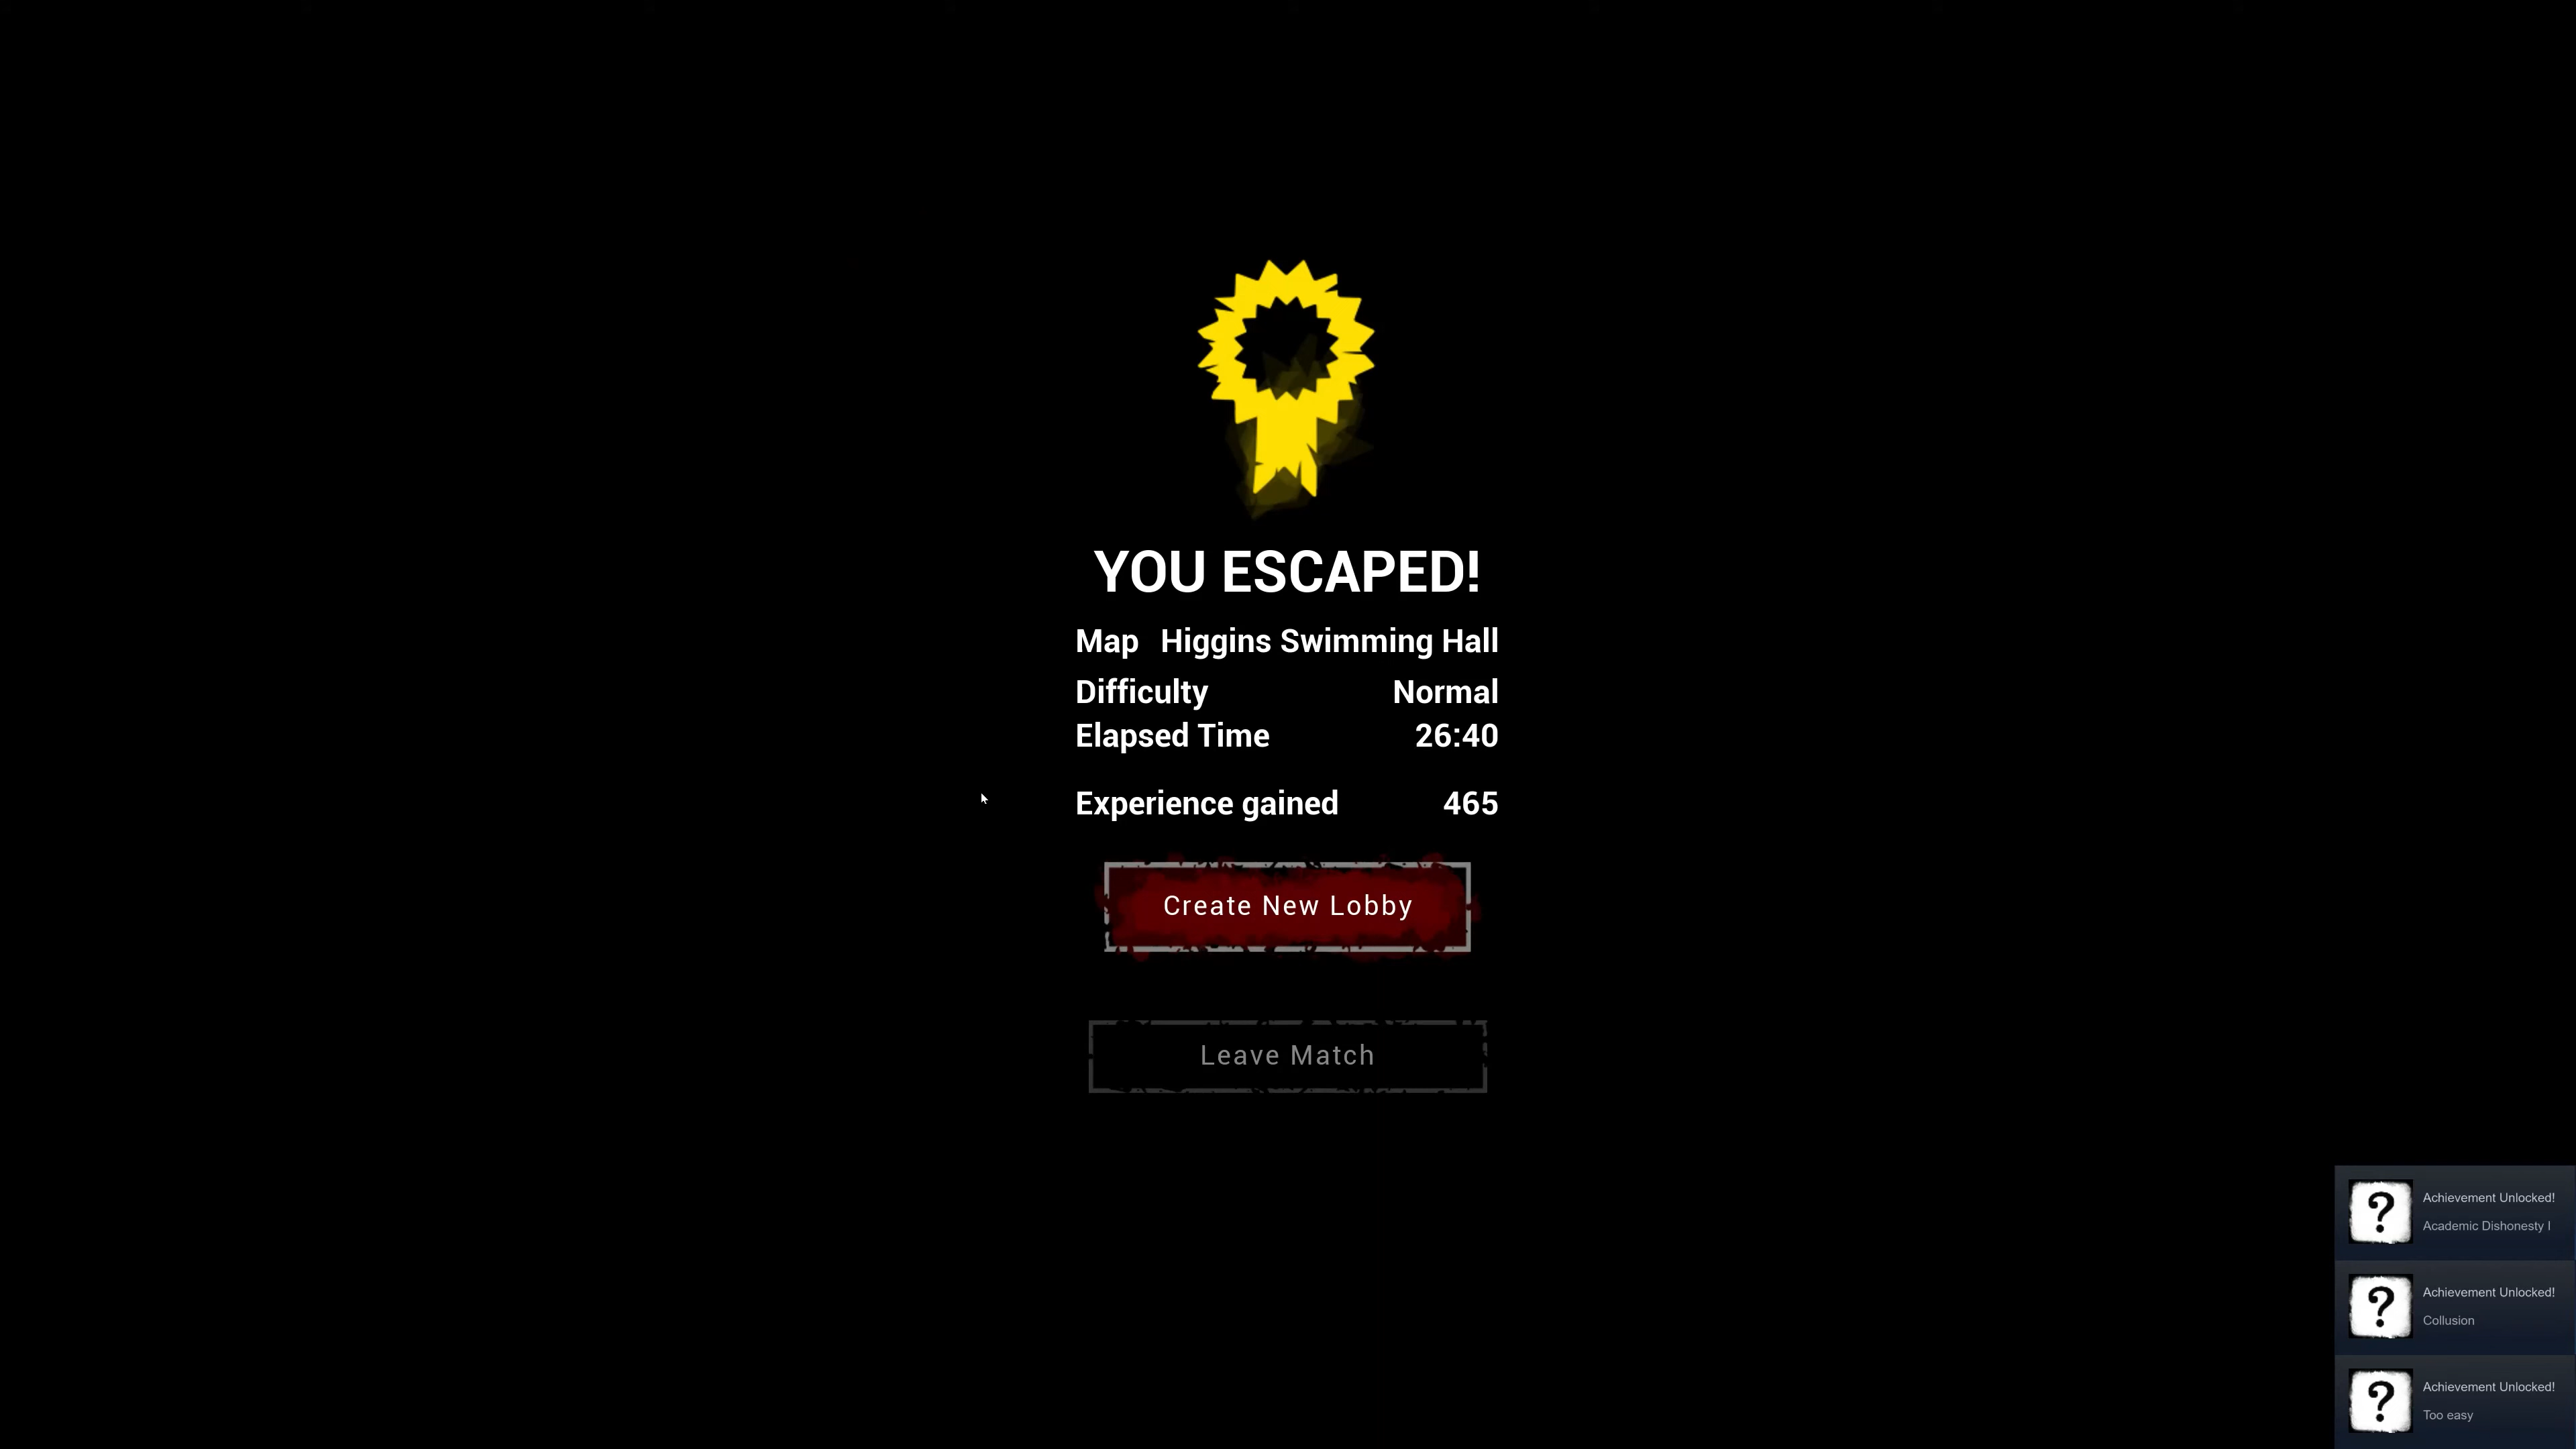 YOU ESCAPED!
Map Higgins Swimming Hall
Difficulty Normal
Elapsed Time 26:40
Experience gained 465
Create New Lobby
Leave Match
Achievement Unlocked!
Academic Dishonesty I
Achievement Unlocked!
Collusion
Achievement Unlocked!
Too easy